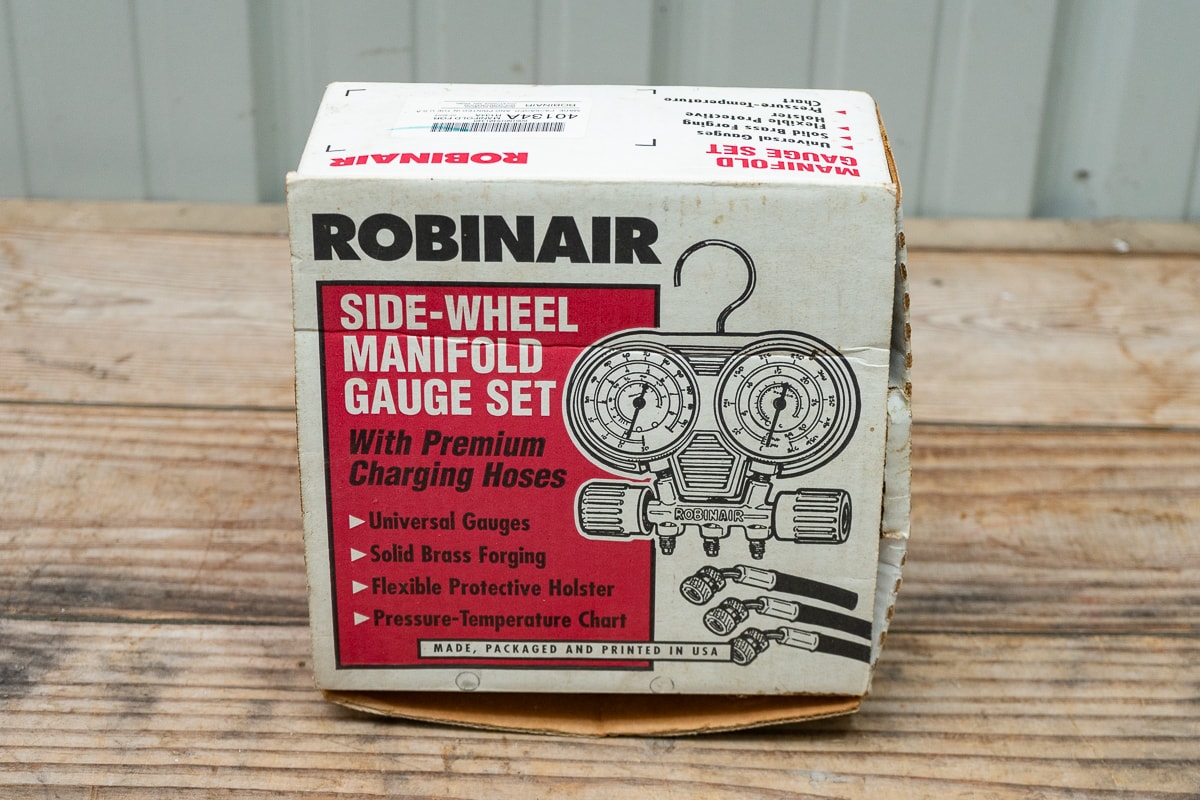 ROBINAIR
MANIFOLD
GAUGE SET
Universal Gauges
Solid Brass Forging
Flexible Protective
Holster
Pressure-Temperature
Chart
40134A
ROBINAIR
ROBINAIR
SIDE-WHEEL
MANIFOLD
GAUGE SET
With Premium
Charging Hoses
Universal Gauges
Solid Brass Forging
Flexible Protective Holster
Pressure-Temperature Chart
ROBINAIR
MADE, PACKAGED AND PRINTED IN USA